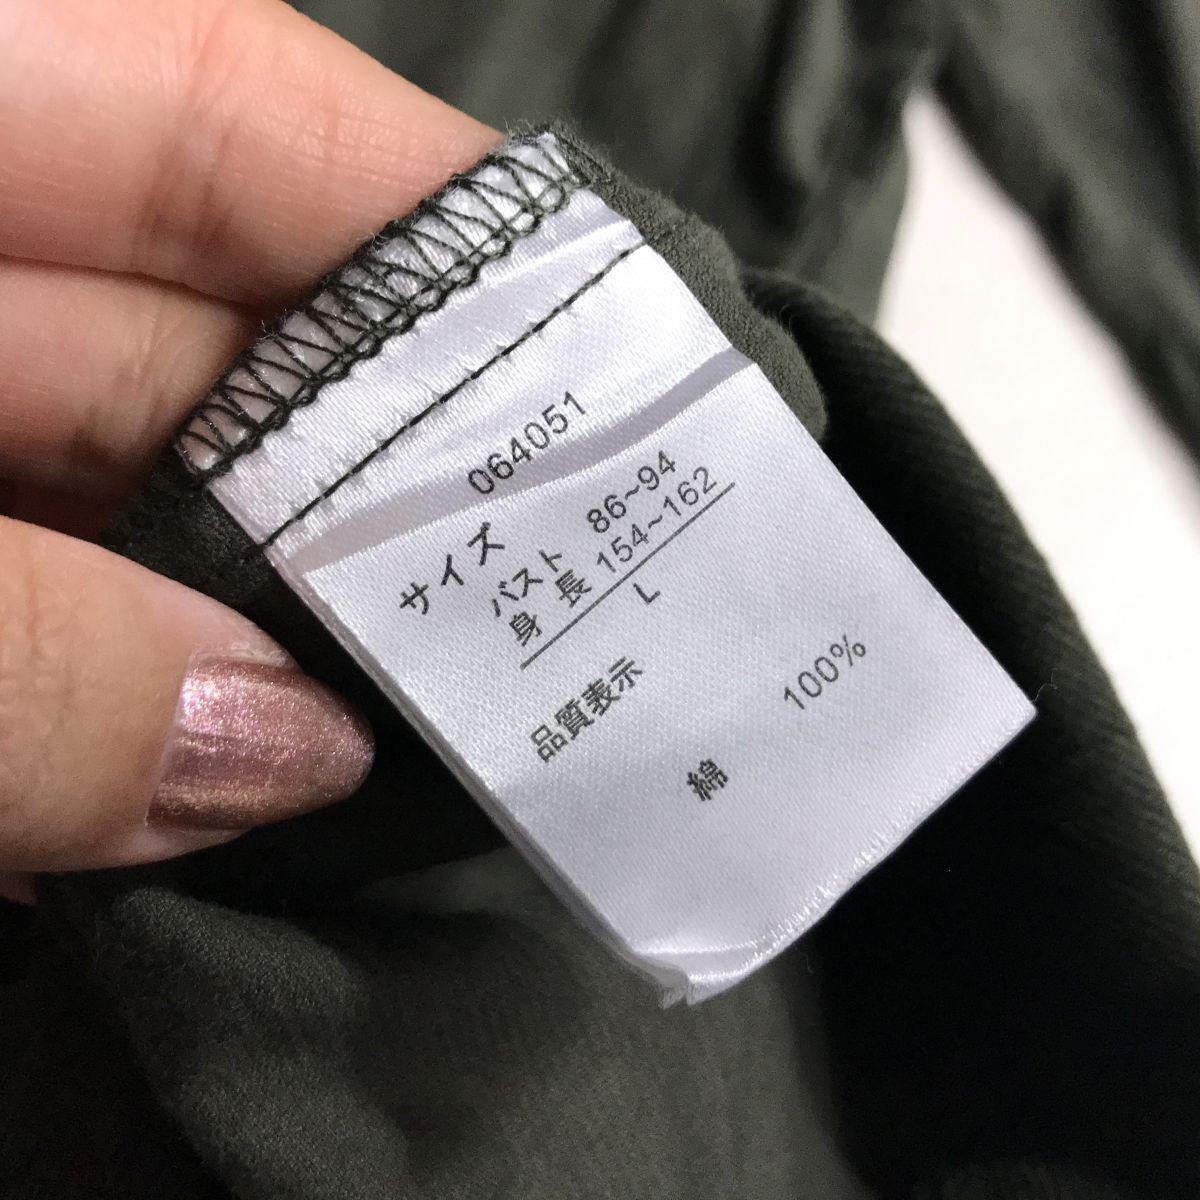 064051
サイズ
バスト 86~94
身 長 154~162
L
品質表示
綿 100%